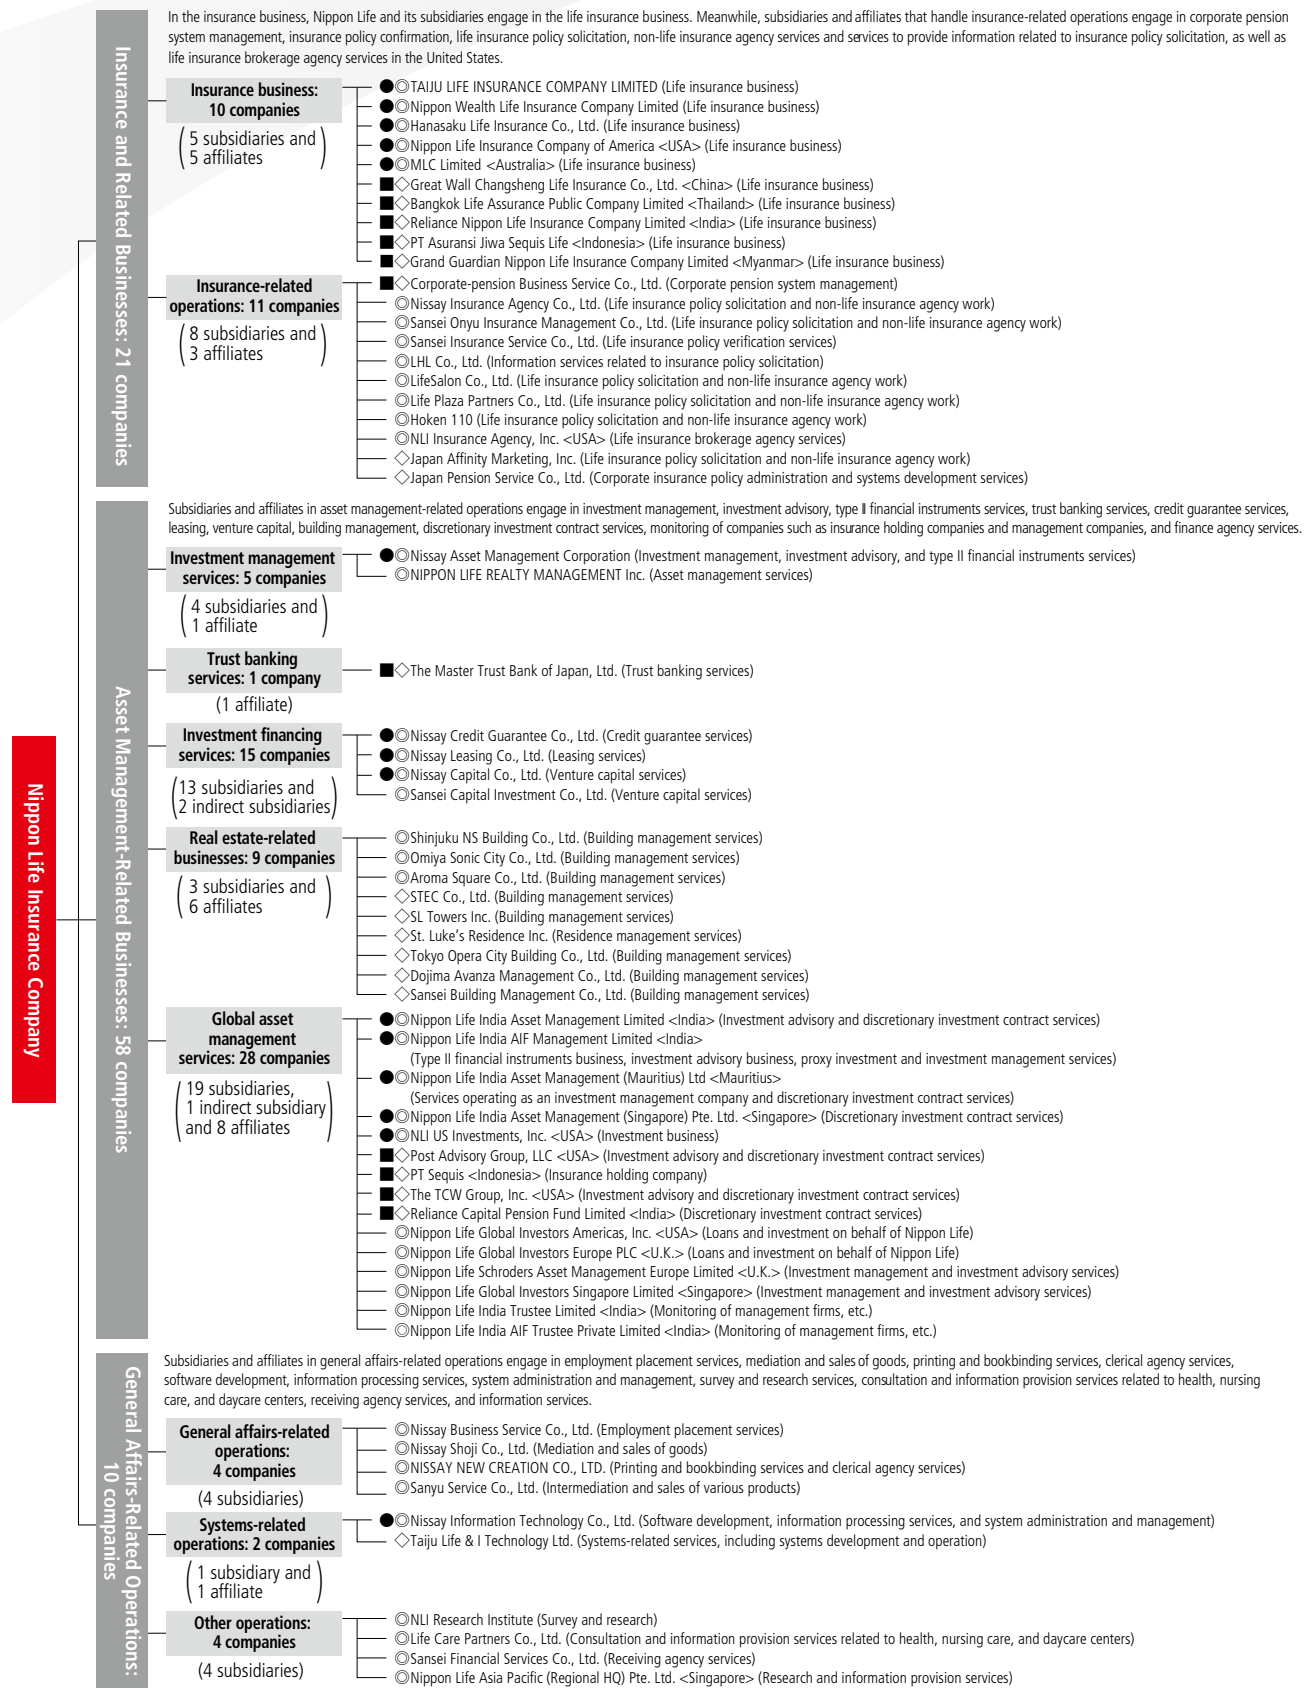 In the insurance business, Nippon Life and its subsidiaries engage in the life insurance business. Meanwhile, subsidiaries and affiliates that handle insurance-related operations engage in corporate pension
system management, insurance policy confirmation, life insurance policy solicitation, non-life insurance agency services and services to provide information related to insurance policy solicitation, as well as
life insurance brokerage agency services in the United States.
Nippon Life Insurance Company
Insurance and Related Businesses: 21 companies
Insurance business:
10 companies
(5 subsidiaries and
5 affiliates)
●◎TAIJU LIFE INSURANCE COMPANY LIMITED (Life insurance business)
●◎Nippon Wealth Life Insurance Company Limited (Life insurance business)
●◎Hanasaku Life Insurance Co., Ltd. (Life insurance business)
●◎Nippon Life Insurance Company of America <USA> (Life insurance business)
●◎MLC Limited <Australia> (Life insurance business)
■◇Great Wall Changsheng Life Insurance Co., Ltd. <China> (Life insurance business)
■◇Bangkok Life Assurance Public Company Limited <Thailand> (Life insurance business)
■◇Reliance Nippon Life Insurance Company Limited <India> (Life insurance business)
■◇PT Asuransi Jiwa Sequis Life <Indonesia> (Life insurance business)
■◇Grand Guardian Nippon Life Insurance Company Limited <Myanmar> (Life insurance business)
Insurance-related
operations: 11 companies
(8 subsidiaries and
3 affiliates)
■◇Corporate-pension Business Service Co., Ltd. (Corporate pension system management)
◎Nissay Insurance Agency Co., Ltd. (Life insurance policy solicitation and non-life insurance agency work)
◎Sansei Onyu Insurance Management Co., Ltd. (Life insurance policy solicitation and non-life insurance agency work)
◎Sansei Insurance Service Co., Ltd. (Life insurance policy verification services)
◎LHL Co., Ltd. (Information services related to insurance policy solicitation)
◎LifeSalon Co., Ltd. (Life insurance policy solicitation and non-life insurance agency work)
◎Life Plaza Partners Co., Ltd. (Life insurance policy solicitation and non-life insurance agency work)
◎Hoken 110 (Life insurance policy solicitation and non-life insurance agency work)
◎NLI Insurance Agency, Inc. <USA> (Life insurance brokerage agency services)
◇Japan Affinity Marketing, Inc. (Life insurance policy solicitation and non-life insurance agency work)
◇Japan Pension Service Co., Ltd. (Corporate insurance policy administration and systems development services)
Asset Management-Related Businesses: 58 companies
Subsidiaries and affiliates in asset management-related operations engage in investment management, investment advisory, type Ⅱ financial instruments services, trust banking services, credit guarantee services,
leasing, venture capital, building management, discretionary investment contract services, monitoring of companies such as insurance holding companies and management companies, and finance agency services.
Investment management
services: 5 companies
(4 subsidiaries and
1 affiliate)
●◎Nissay Asset Management Corporation (Investment management, investment advisory, and type II financial instruments services)
◎NIPPON LIFE REALTY MANAGEMENT Inc. (Asset management services)
Trust banking
services: 1 company
(1 affiliate)
■◇The Master Trust Bank of Japan, Ltd. (Trust banking services)
Investment financing
services: 15 companies
(13 subsidiaries and
2 indirect subsidiaries)
●◎Nissay Credit Guarantee Co., Ltd. (Credit guarantee services)
●◎Nissay Leasing Co., Ltd. (Leasing services)
●◎Nissay Capital Co., Ltd. (Venture capital services)
◎Sansei Capital Investment Co., Ltd. (Venture capital services)
Real estate-related
businesses: 9 companies
(3 subsidiaries and
6 affiliates)
◎Shinjuku NS Building Co., Ltd. (Building management services)
◎Omiya Sonic City Co., Ltd. (Building management services)
◎Aroma Square Co., Ltd. (Building management services)
◇STEC Co., Ltd. (Building management services)
◇SL Towers Inc. (Building management services)
◇St. Luke's Residence Inc. (Residence management services)
◇Tokyo Opera City Building Co., Ltd. (Building management services)
◇Dojima Avanza Management Co., Ltd. (Building management services)
◇Sansei Building Management Co., Ltd. (Building management services)
Global asset
management
services: 28 companies
(19 subsidiaries,
1 indirect subsidiary
and 8 affiliates)
●◎Nippon Life India Asset Management Limited <India> (Investment advisory and discretionary investment contract services)
●◎Nippon Life India AIF Management Limited <India>
(Type II financial instruments business, investment advisory business, proxy investment and investment management services)
●◎Nippon Life India Asset Management (Mauritius) Ltd <Mauritius>
(Services operating as an investment management company and discretionary investment contract services)
●◎Nippon Life India Asset Management (Singapore) Pte. Ltd. <Singapore> (Discretionary investment contract services)
●◎NLI US Investments, Inc. <USA> (Investment business)
■◇Post Advisory Group, LLC <USA> (Investment advisory and discretionary investment contract services)
■◇PT Sequis <Indonesia> (Insurance holding company)
■◇The TCW Group, Inc. <USA> (Investment advisory and discretionary investment contract services)
■◇Reliance Capital Pension Fund Limited <India> (Discretionary investment contract services)
◎Nippon Life Global Investors Americas, Inc. <USA> (Loans and investment on behalf of Nippon Life)
◎Nippon Life Global Investors Europe PLC <U.K.> (Loans and investment on behalf of Nippon Life)
◎Nippon Life Schroders Asset Management Europe Limited <U.K.> (Investment management and investment advisory services)
◎Nippon Life Global Investors Singapore Limited <Singapore> (Investment management and investment advisory services)
◎Nippon Life India Trustee Limited <India> (Monitoring of management firms, etc.)
◎Nippon Life India AIF Trustee Private Limited <India> (Monitoring of management firms, etc.)
General Affairs-Related Operations:
10 companies
Subsidiaries and affiliates in general affairs-related operations engage in employment placement services, mediation and sales of goods, printing and bookbinding services, clerical agency services,
software development, information processing services, system administration and management, survey and research services, consultation and information provision services related to health, nursing
care, and daycare centers, receiving agency services, and information services.
General affairs-related
operations:
4 companies
(4 subsidiaries)
◎Nissay Business Service Co., Ltd. (Employment placement services)
◎Nissay Shoji Co., Ltd. (Mediation and sales of goods)
◎NISSAY NEW CREATION CO., LTD. (Printing and bookbinding services and clerical agency services)
◎Sanyu Service Co., Ltd. (Intermediation and sales of various products)
Systems-related
operations: 2 companies
(1 subsidiary and
1 affiliate)
●◎Nissay Information Technology Co., Ltd. (Software development, information processing services, and system administration and management)
◇Taiju Life & I Technology Ltd. (Systems-related services, including systems development and operation)
Other operations:
4 companies
(4 subsidiaries)
◎NLI Research Institute (Survey and research)
◎Life Care Partners Co., Ltd. (Consultation and information provision services related to health, nursing care, and daycare centers)
◎Sansei Financial Services Co., Ltd. (Receiving agency services)
◎Nippon Life Asia Pacific (Regional HQ) Pte. Ltd. <Singapore> (Research and information provision services)